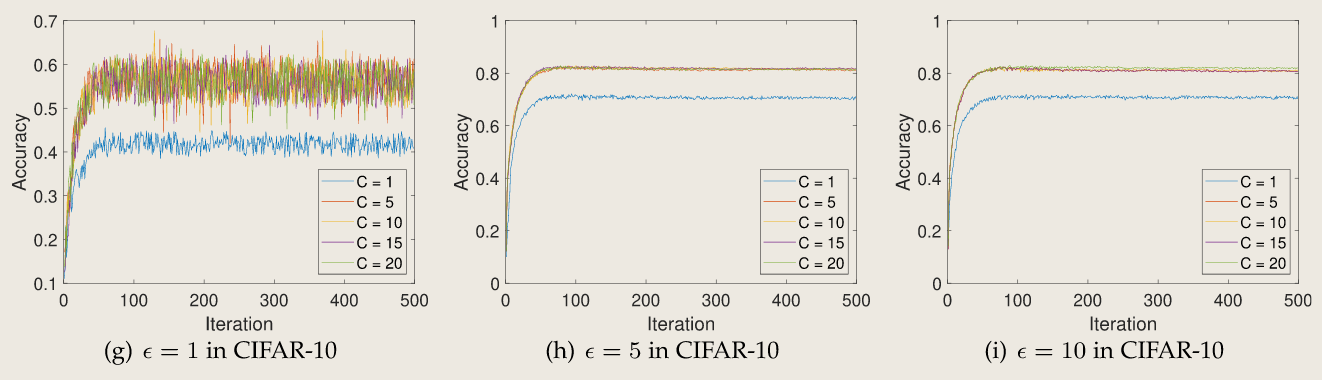 0.7
0.6
0.5
0.4
0.3
0.2
0.1
Accuracy
0 100 200 300 400 500
Iteration
C = 1
C = 5
C = 10
C = 15
C = 20
(g) ϵ = 1 in CIFAR-10
1
0.8
0.6
0.4
0.2
0
Accuracy
0 100 200 300 400 500
Iteration
C = 1
C = 5
C = 10
C = 15
C = 20
(h) ϵ = 5 in CIFAR-10
1
0.8
0.6
0.4
0.2
0
Accuracy
0 100 200 300 400 500
Iteration
C = 1
C = 5
C = 10
C = 15
C = 20
(i) ϵ = 10 in CIFAR-10